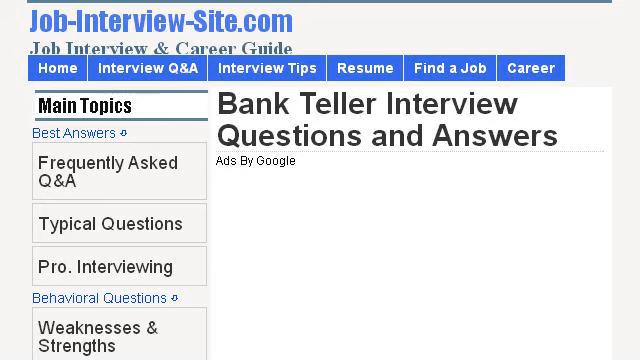 Job-Interview-Site.com
Job Interview & Career Guide
Home Interview Q&A Interview Tips Resume Find a Job Career
Main Topics
Best Answers
Frequently Asked
Q&A
Typical Questions
Pro. Interviewing
Behavioral Questions
Weaknesses &
Strengths
Bank Teller Interview
Questions and Answers
Ads By Google